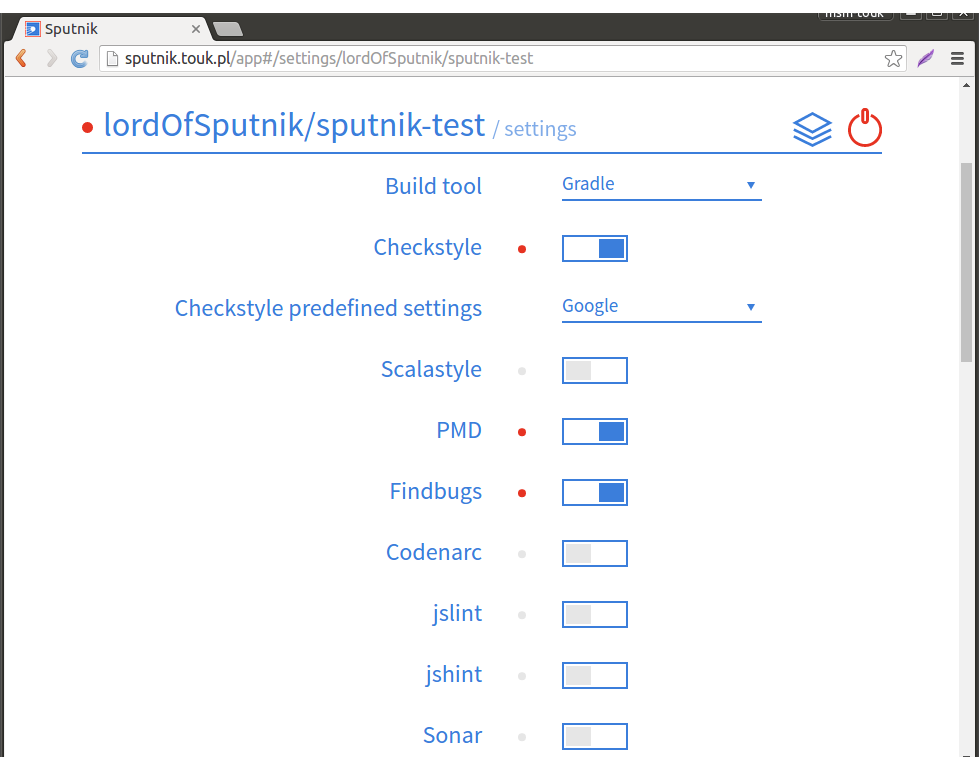 msm touk
Sputnik
sputnik.touk.pl/app#/settings/lordOfSputnik/sputnik-test
lordOfSputnik/sputnik-test / settings
Build tool Gradle
Checkstyle
Checkstyle predefined settings Google
Scalastyle
PMD
Findbugs
Codenarc
jslint
jshint
Sonar